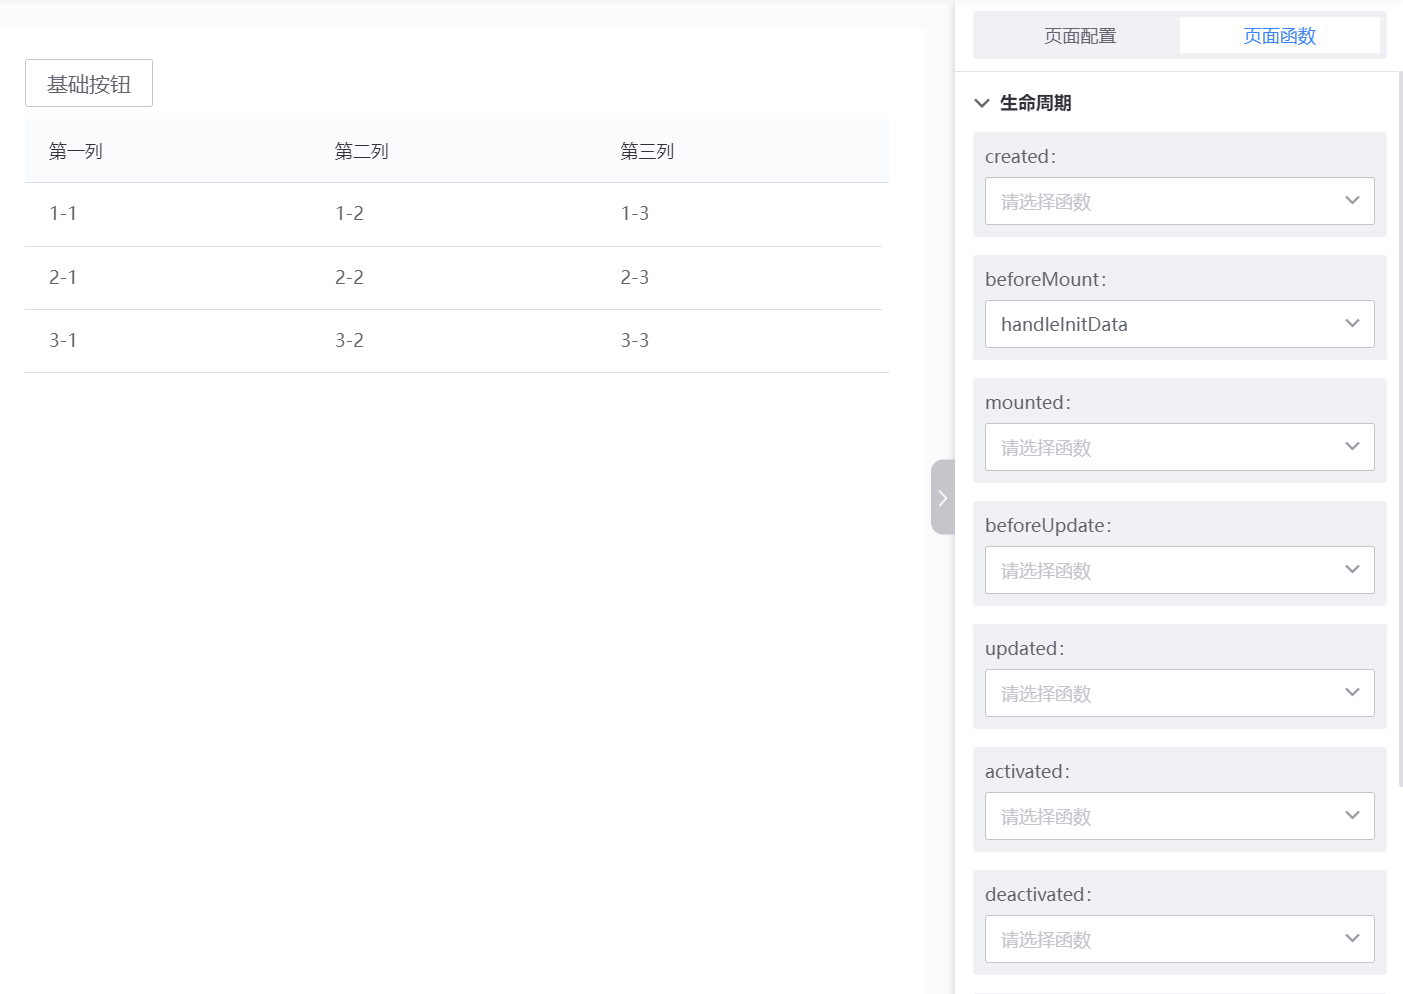 基础按钮
第一列 第二列 第三列
1-1 1-2 1-3
2-1 2-2 2-3
3-1 3-2 3-3
页面配置 页面函数
生命周期
created:
请选择函数
beforeMount:
handleInitData
mounted:
请选择函数
beforeUpdate:
请选择函数
updated:
请选择函数
activated:
请选择函数
deactivated:
请选择函数